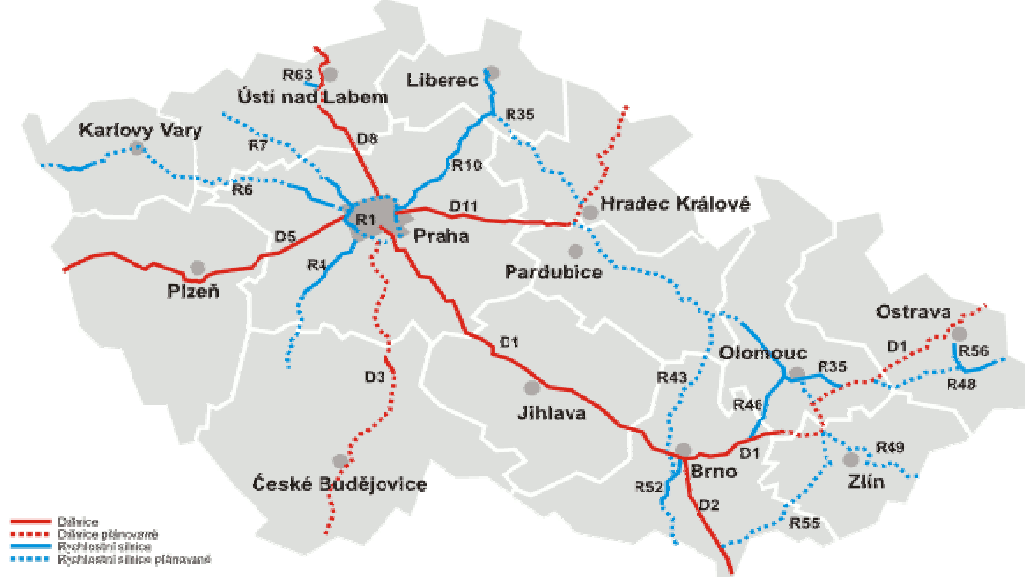 R63
Liberec
Ústí nad Labem
R35
Karlovy Vary
R7
D8
R10
R6
D11
Hradec Králové
R1
D5
Praha
R4
Pardubice
Plzeň
Ostrava
D1
D1
R56
Olomouc
R35
D3
R43
R48
R46
Jihlava
R49
D1
Brno
Zlín
České Budějovice
R52
D2
R55
Dálnice
Dálnice plánované
Rychlostní silnice
Rychlostní silnice plánované